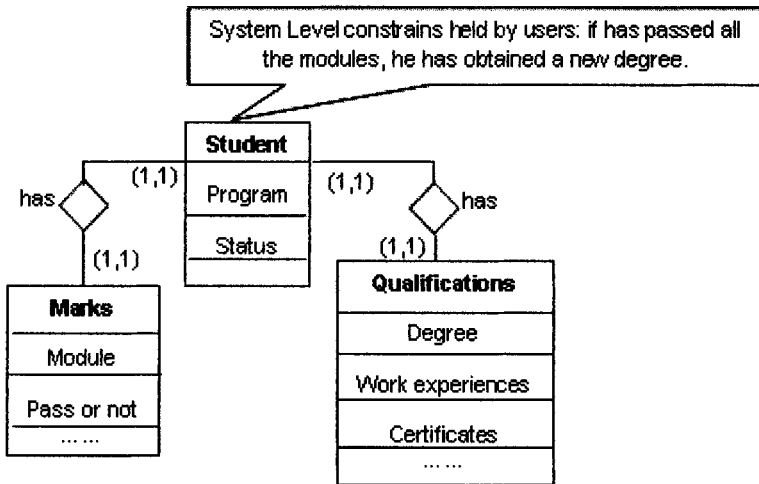 System Level constrains held by users: if has passed all
the modules, he has obtained a new degree.
Student
Program
Status
(1,1)
(1,1)
has
has
(1,1)
(1,1)
Marks
Module
Pass or not
... ...
Qualifications
Degree
Work experiences
Certificates
... ...